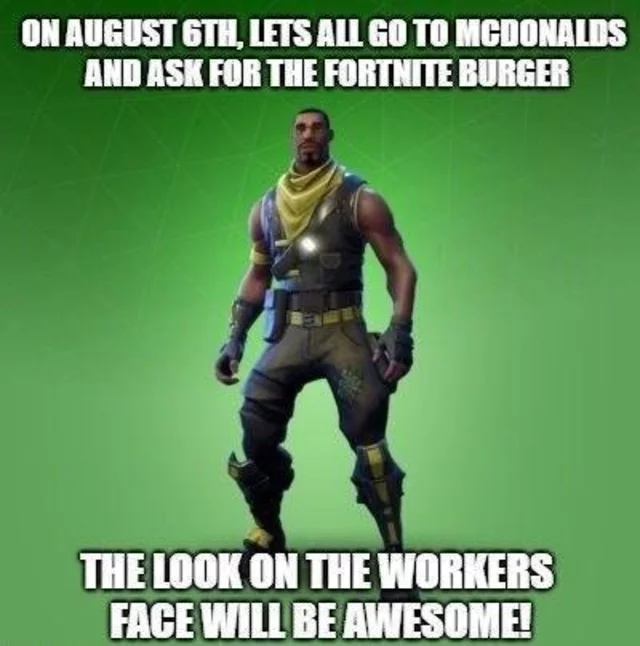 ON AUGUST 6TH, LETS ALL GO TO MCDONALDS
AND ASK FOR THE FORTNITE BURGER
THE LOOK ON THE WORKERS
FACE WILL BE AWESOME!